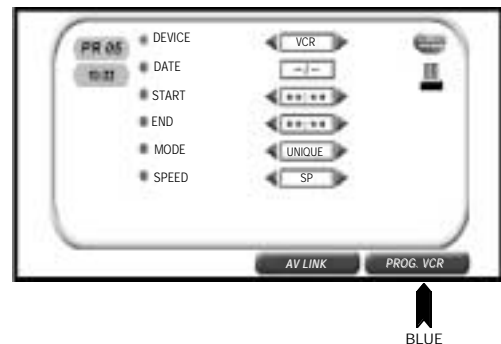 PR 05
DEVICE VCR
DATE --/--
START **:**
END **:**
MODE UNIQUE
SPEED SP
AV LINK PROG. VCR
BLUE